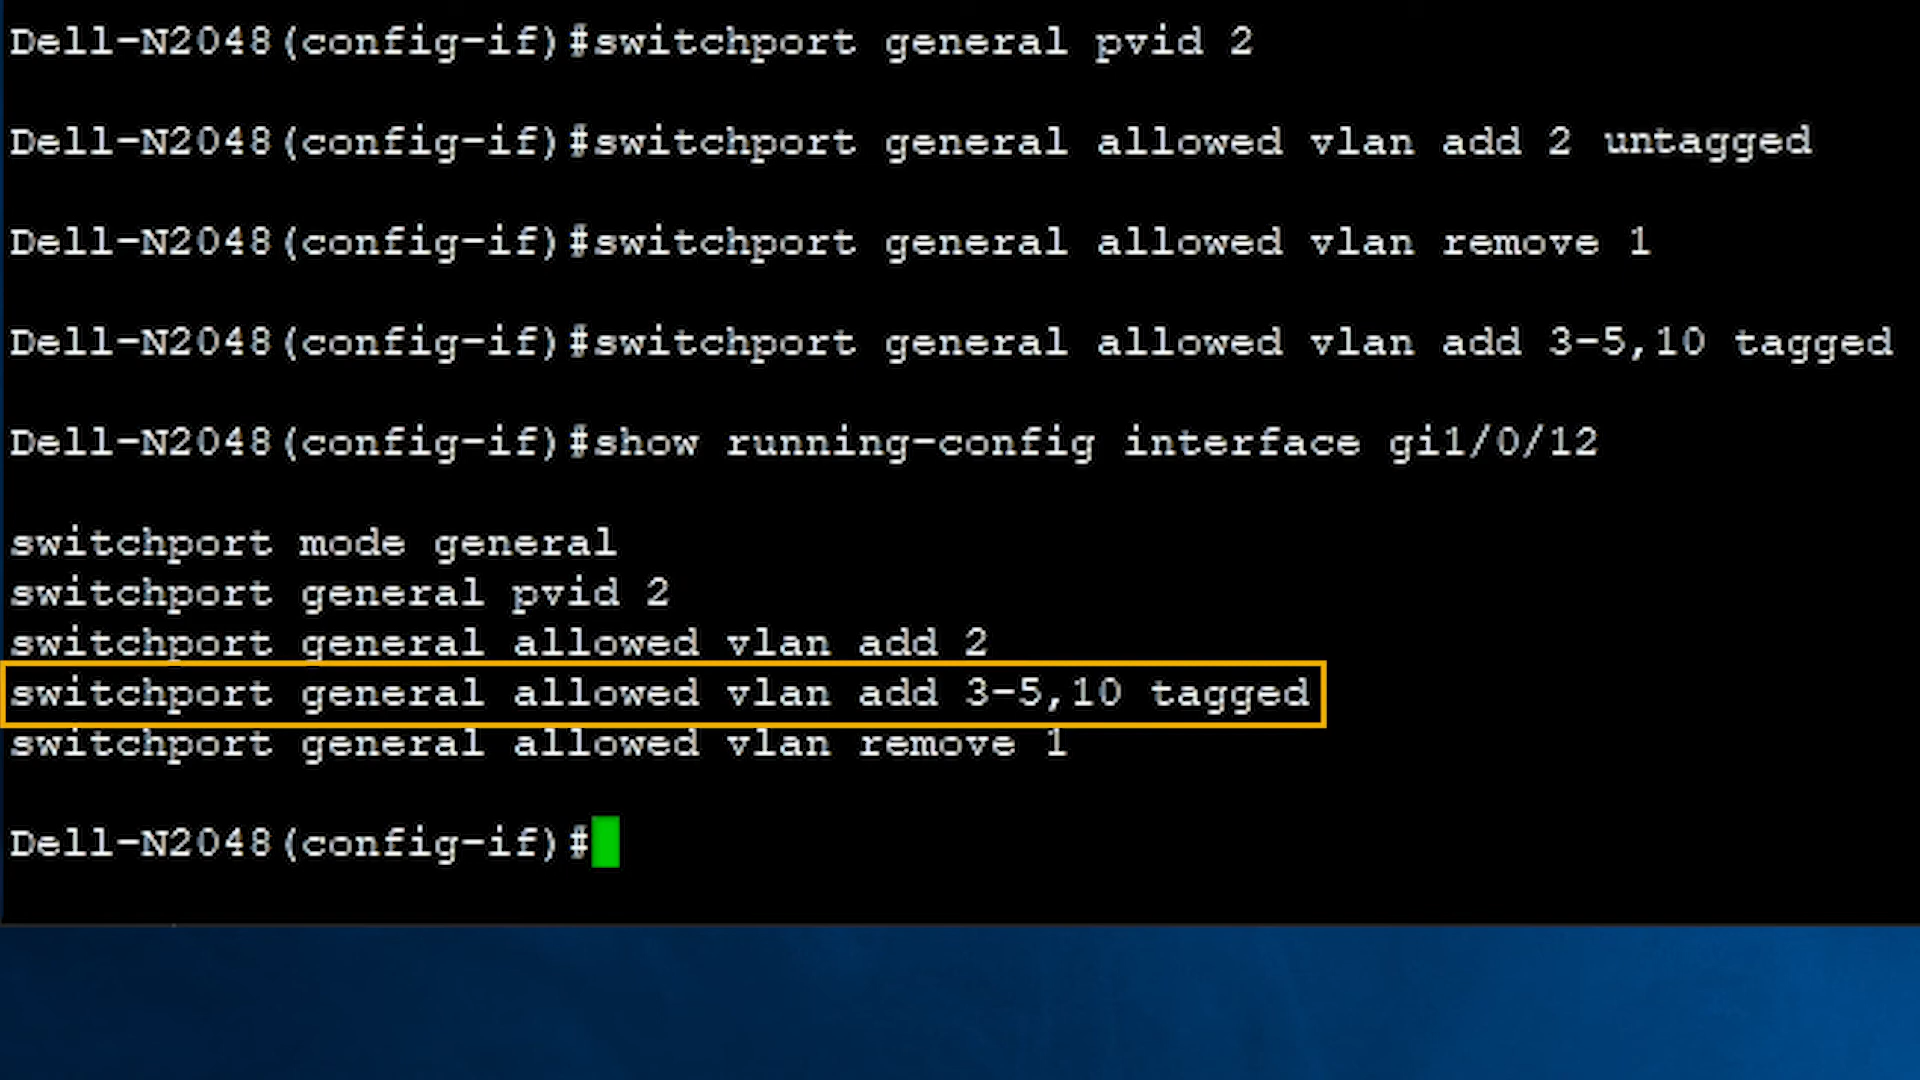 Dell-N2048(config-if)#switchport general pvid 2
Dell-N2048(config-if)#switchport general allowed vlan add 2 untagged
Dell-N2048(config-if)#switchport general allowed vlan remove 1
Dell-N2048(config-if)#switchport general allowed vlan add 3-5,10 tagged
Dell-N2048(config-if)#show running-config interface gi1/0/12
switchport mode general
switchport general pvid 2
switchport general allowed vlan add 2
switchport general allowed vlan add 3-5,10 tagged
switchport general allowed vlan remove 1
Dell-N2048(config-if)#